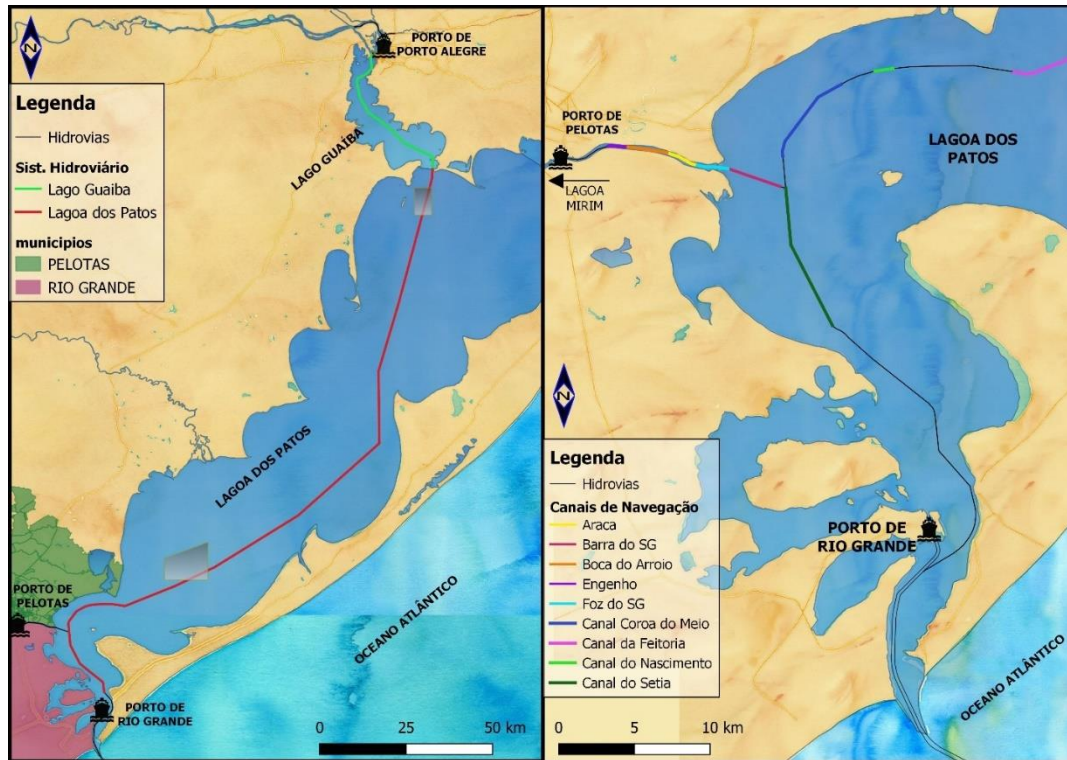 PORTO DE
PORTO ALEGRE
N
Legenda
Hidrovias
Sist. Hidroviário
Lago Guaiba
Lagoa dos Patos
municipios
PELOTAS
RIO GRANDE
LAGO GUAÍBA
LAGOA DOS PATOS
PORTO DE
PELOTAS
OCEANO ATLÂNTICO
PORTO DE
RIO GRANDE
0 25 50 km
N
PORTO DE
PELOTAS
LAGOA
MIRIM
LAGOA DOS
PATOS
N
Legenda
Hidrovias
Canais de Navegação
Araca
Barra do SG
Boca do Arroio
Engenho
Foz do SG
Canal Coroa do Meio
Canal da Feitoria
Canal do Nascimento
Canal do Setia
PORTO DE
RIO GRANDE
OCEANO ATLÂNTICO
0 5 10 km